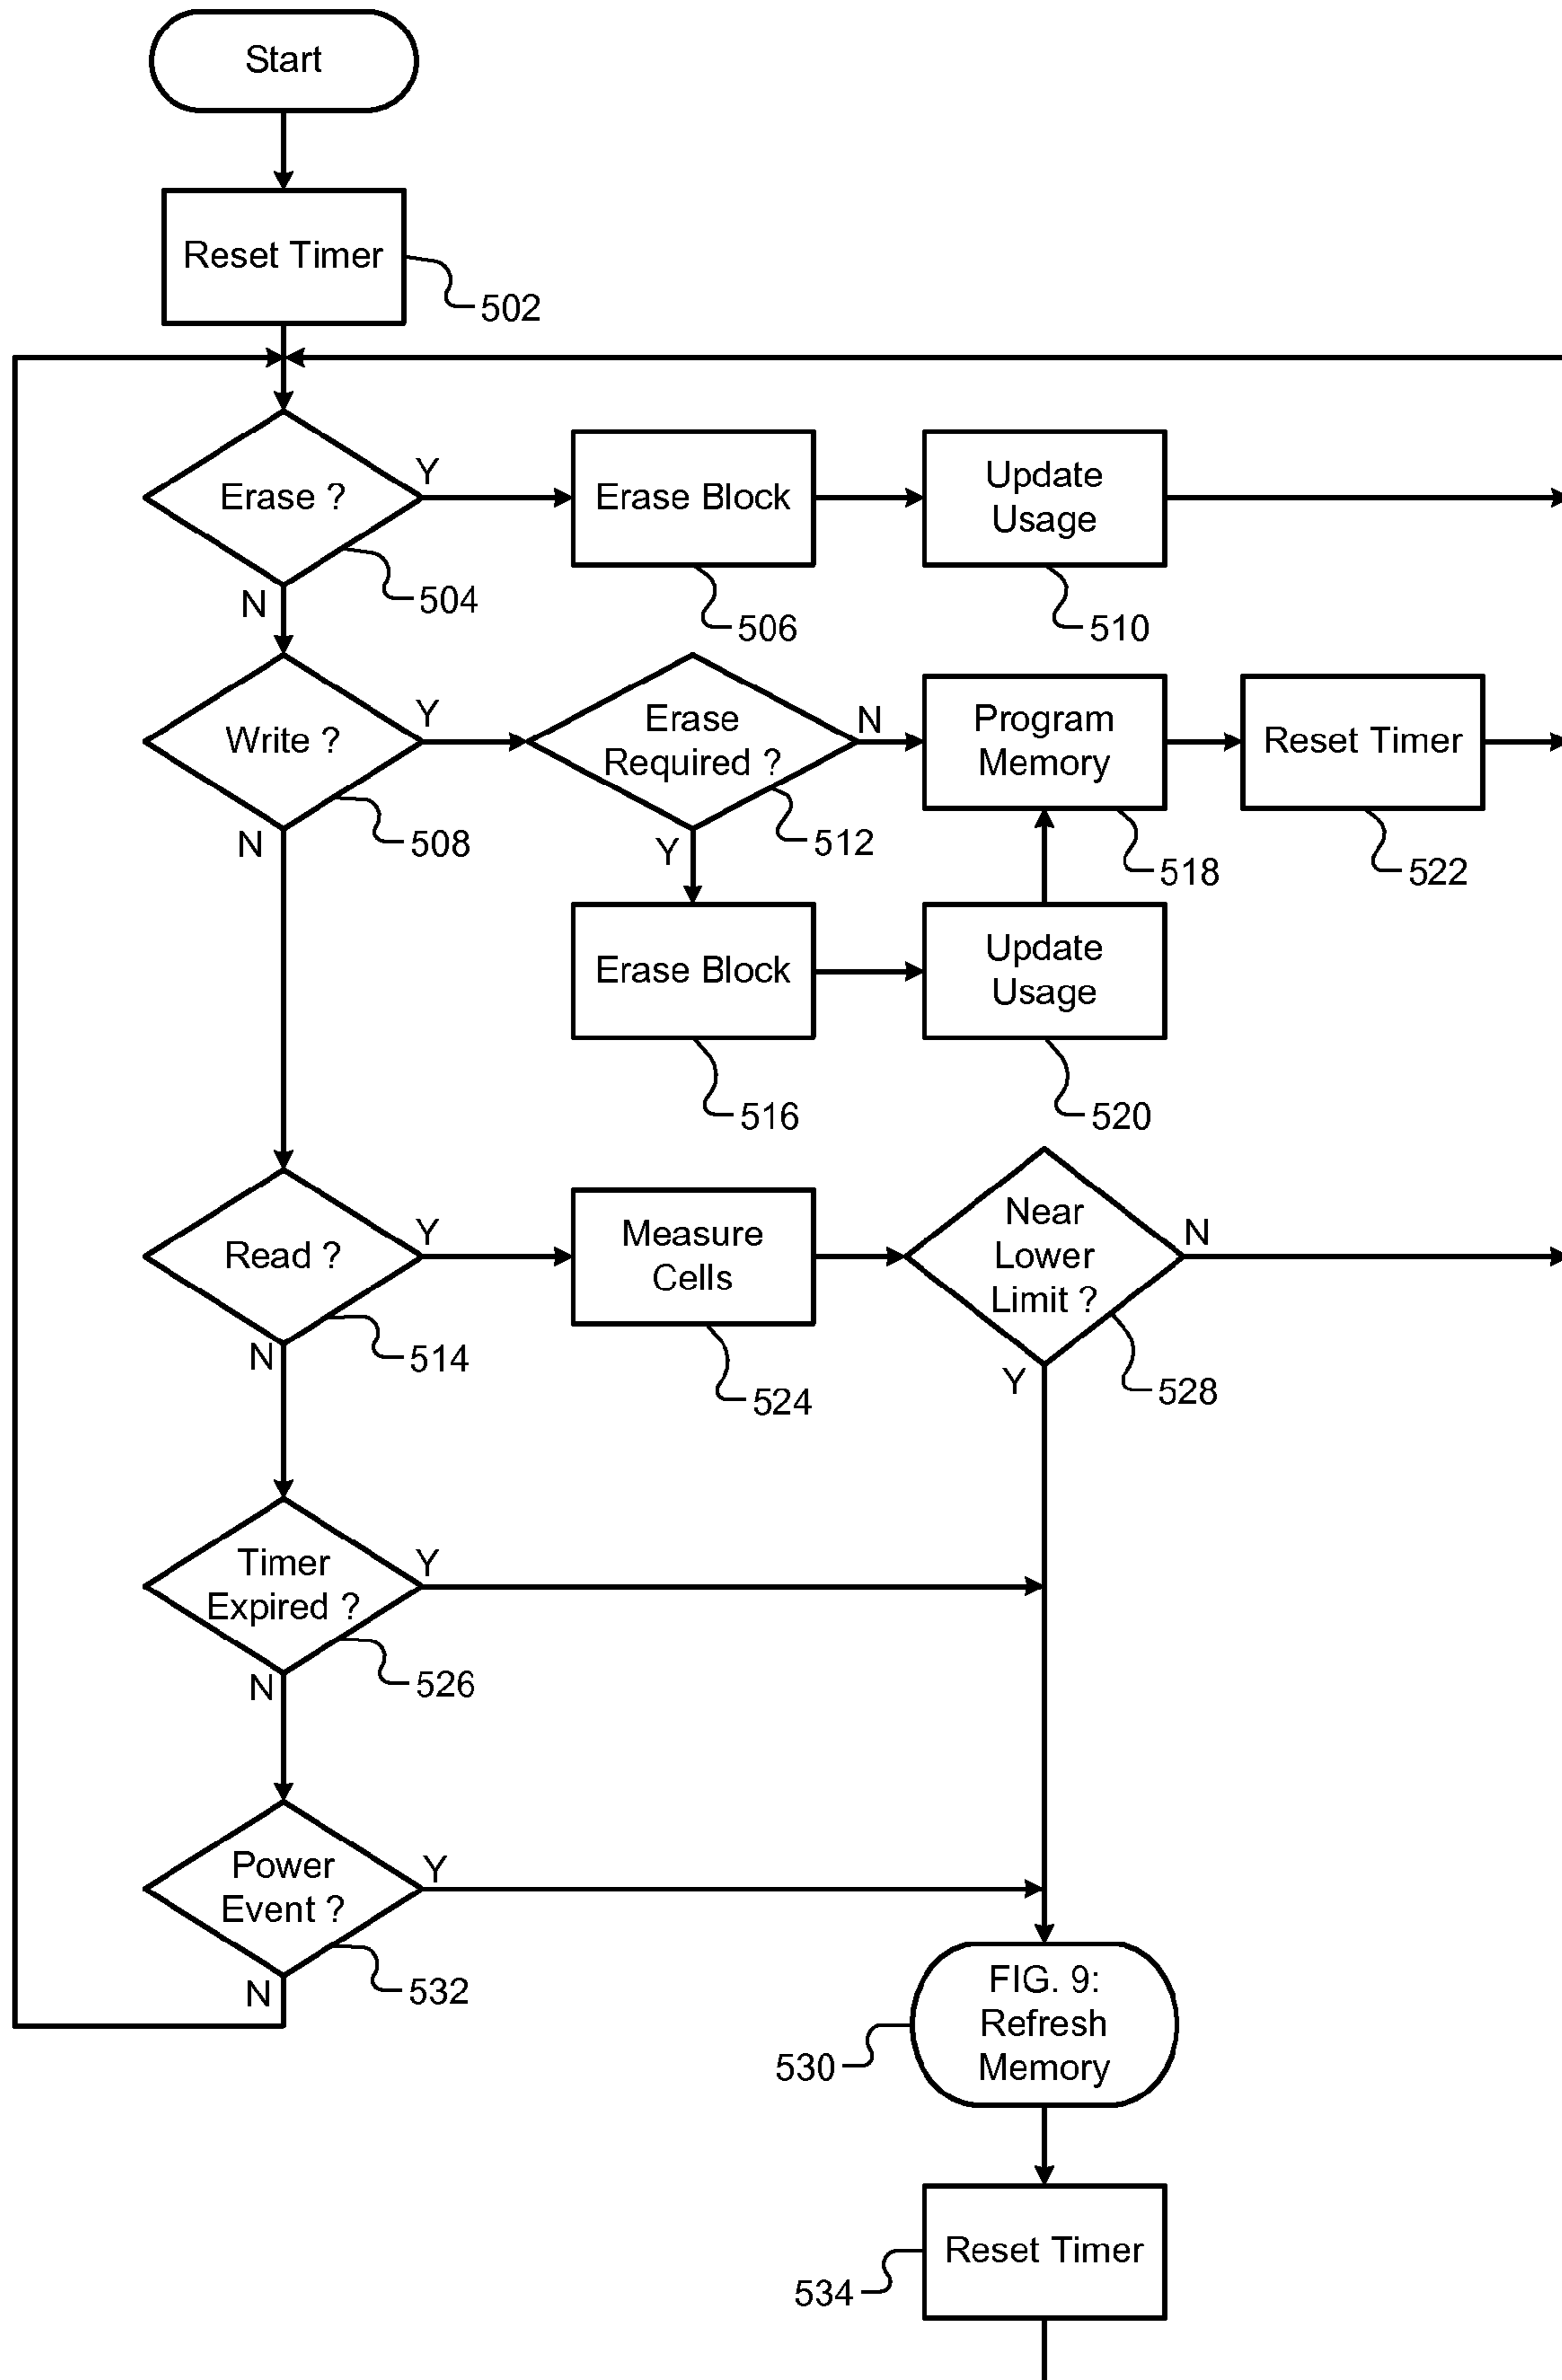 Start
Reset Timer
502
Erase ?
Y
N
504
Erase Block
506
Update
Usage
510
Write ?
Y
N
508
Erase
Required ?
N
Y
512
Program
Memory
518
Reset Timer
522
Erase Block
516
Update
Usage
520
Read ?
Y
N
514
Measure
Cells
524
Near
Lower
Limit ?
N
Y
528
Timer
Expired ?
Y
N
526
Power
Event ?
Y
N
532
FIG. 9:
Refresh
Memory
530
Reset Timer
534